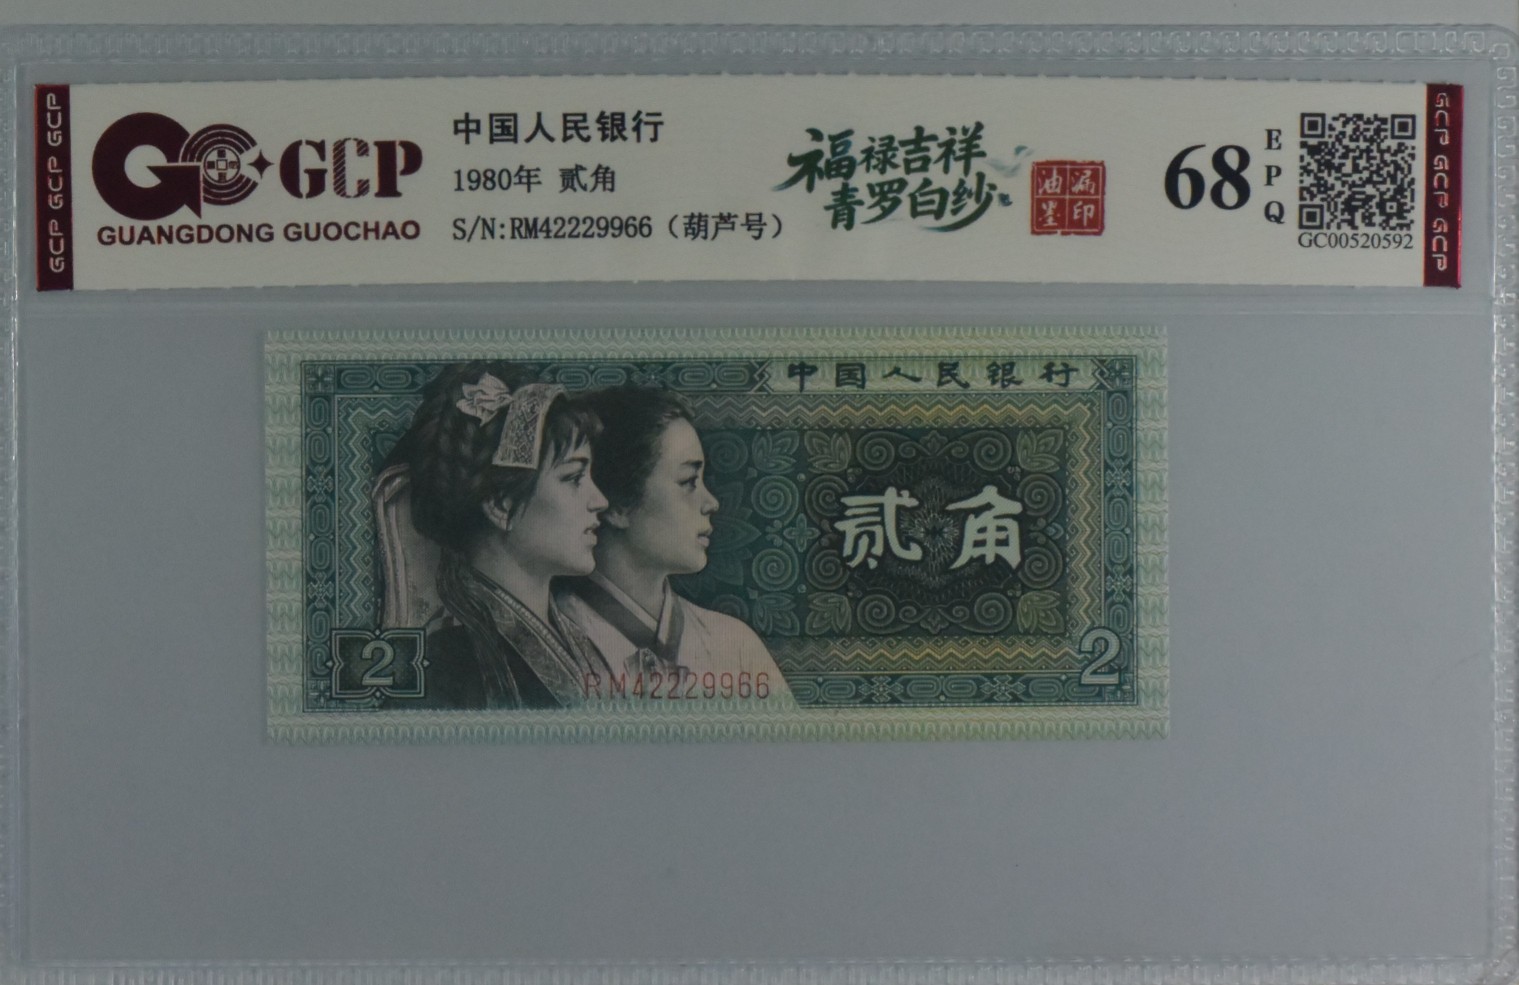 GCP GCP GCP
GCP
GUANGDONG GUOCHAO
中国人民银行
1980年 贰角
S/N:RM42229966（葫芦号）
福禄吉祥
青罗白纱
油漏
墨印
68
EPQ
GC00520592
GCP GCP GCP
中国人民银行
贰角
2
2
RM42229966